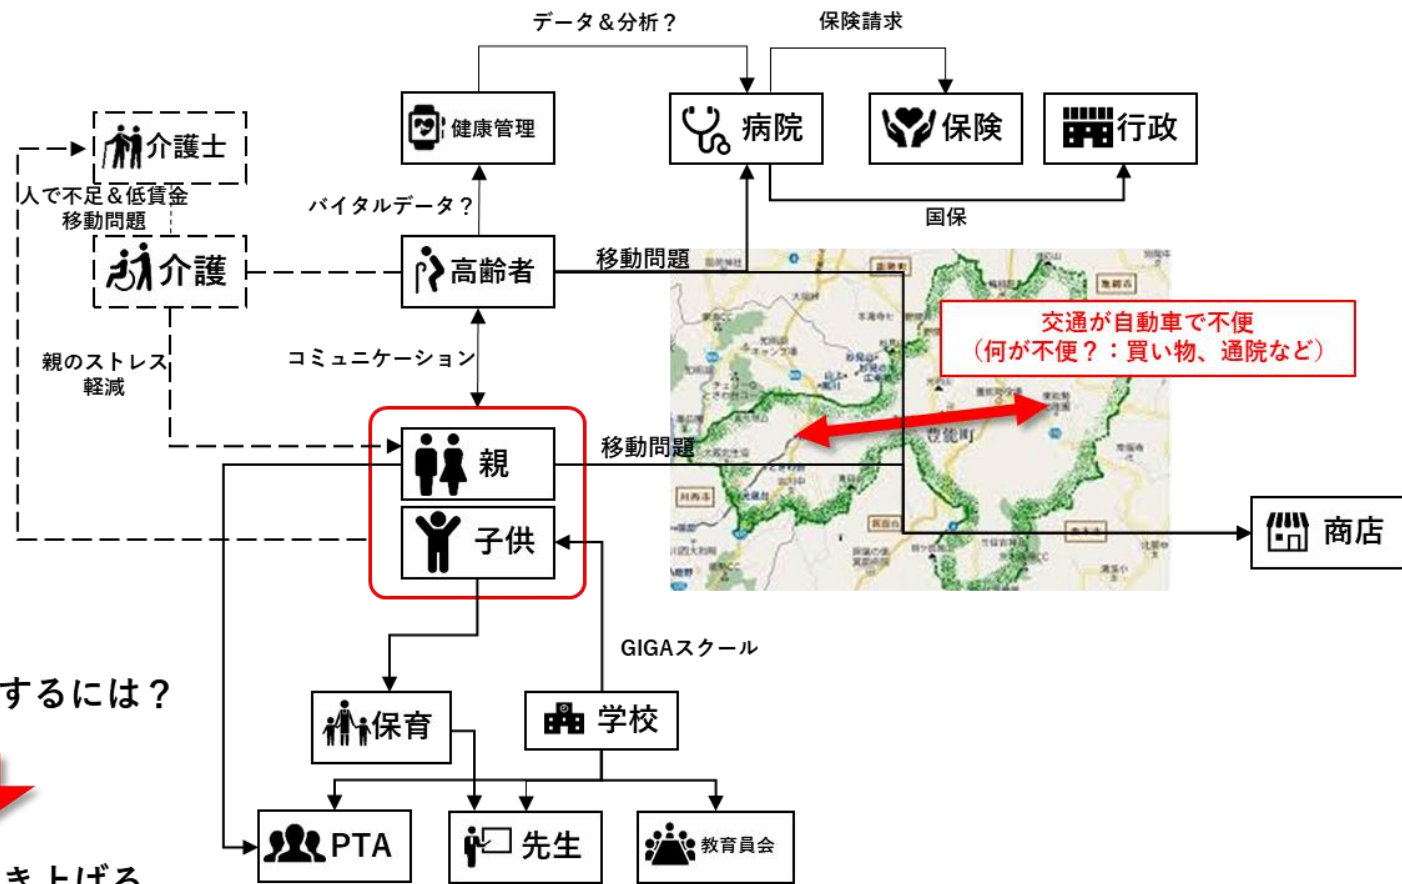 データ＆分析？
保険請求
介護士
健康管理
病院
保険
行政
人で不足＆低賃金
移動問題
バイタルデータ？
国保
介護
高齢者
移動問題
交通が自動車で不便
（何が不便？：買い物、通院など）
親のストレス
軽減
コミュニケーション
豊能町
親
移動問題
川西市
子供
商店
GIGAスクール
するには？
保育
学校
PTA
先生
教育員会
き上げる